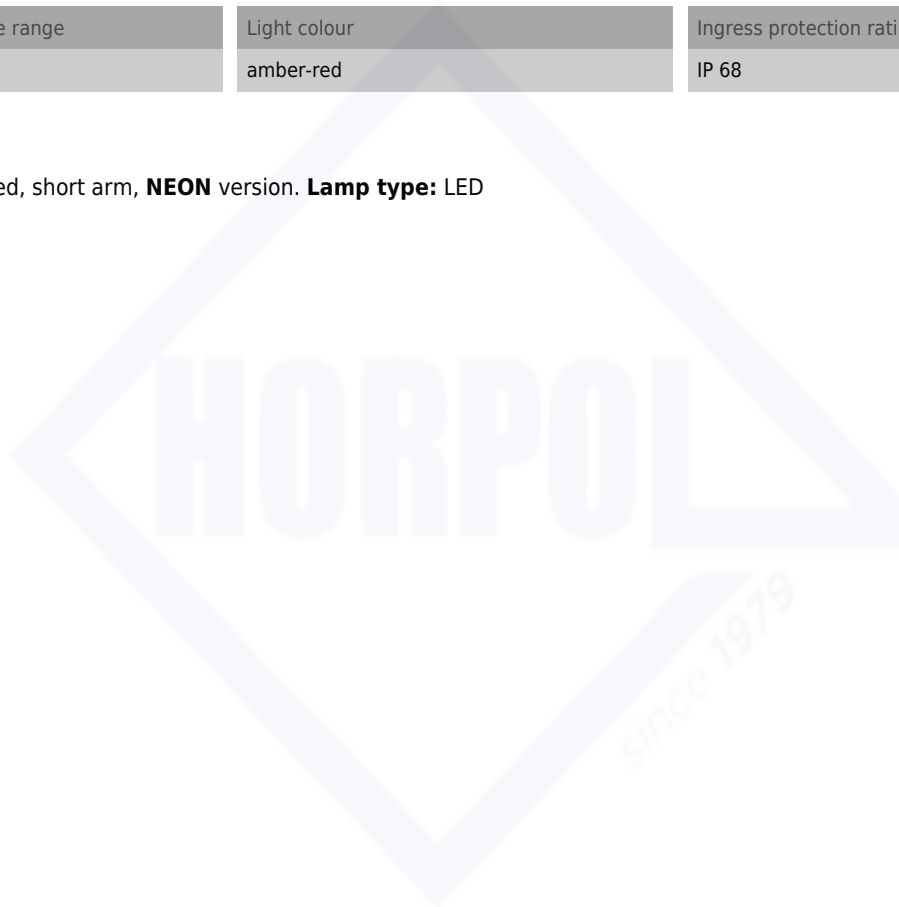 e range Light colour Ingress protection rati
amber-red IP 68
ed, short arm, NEON version. Lamp type: LED
HORPOL
since 1979